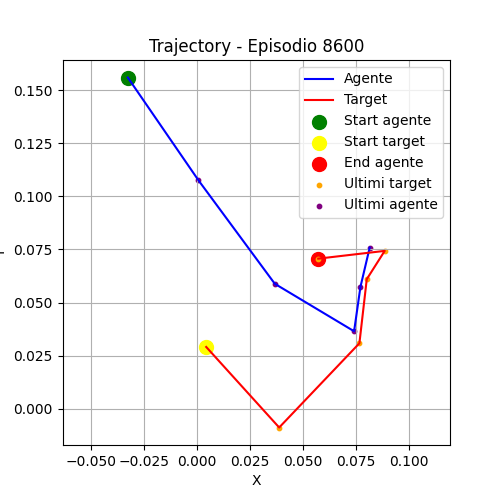 Trajectory - Episodio 8600
Agente
Target
Start agente
Start target
End agente
Ultimi target
Ultimi agente
0.150
0.125
0.100
0.075
0.050
0.025
0.000
−0.050 −0.025 0.000 0.025 0.050 0.075 0.100
X